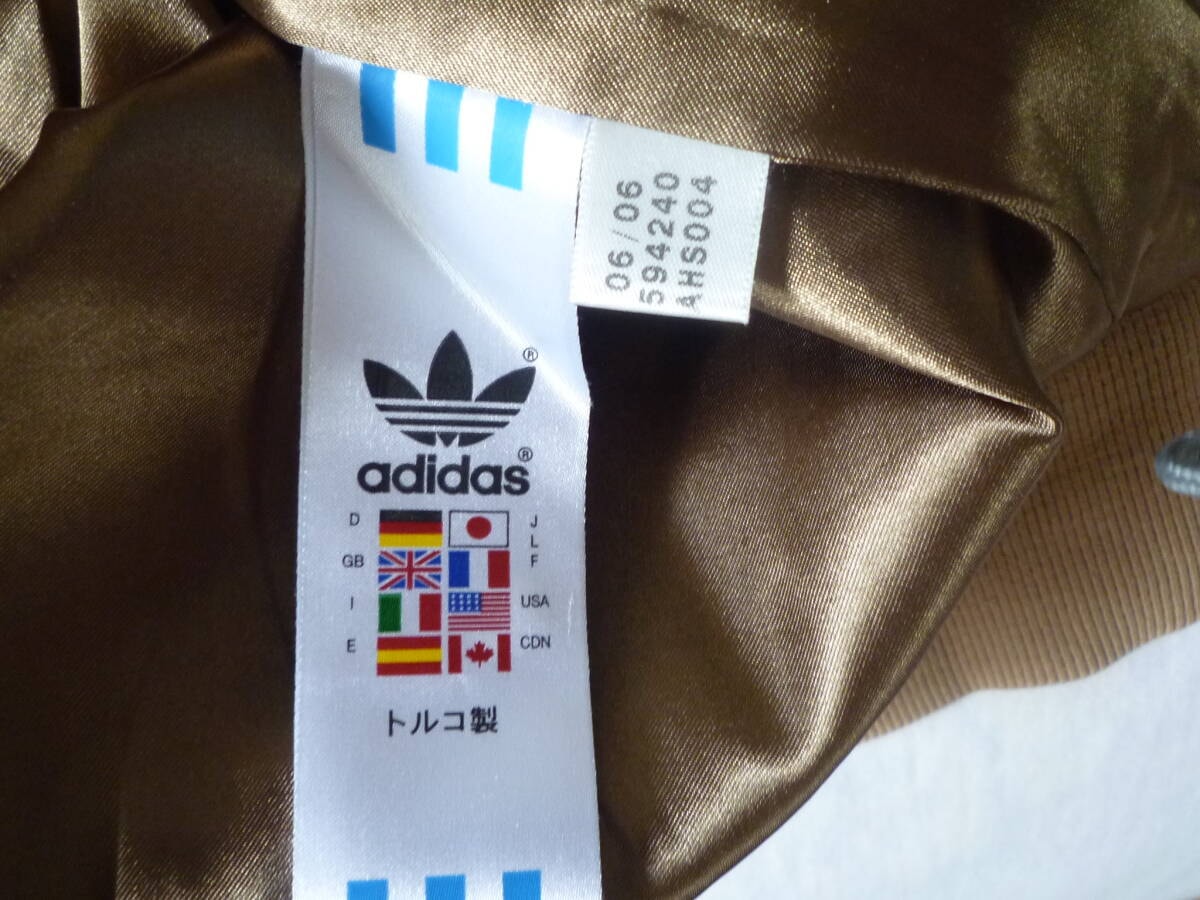 06/06
594240
AHS004
®
adidas®
D J
L
GB F
I USA
E CDN
トルコ製